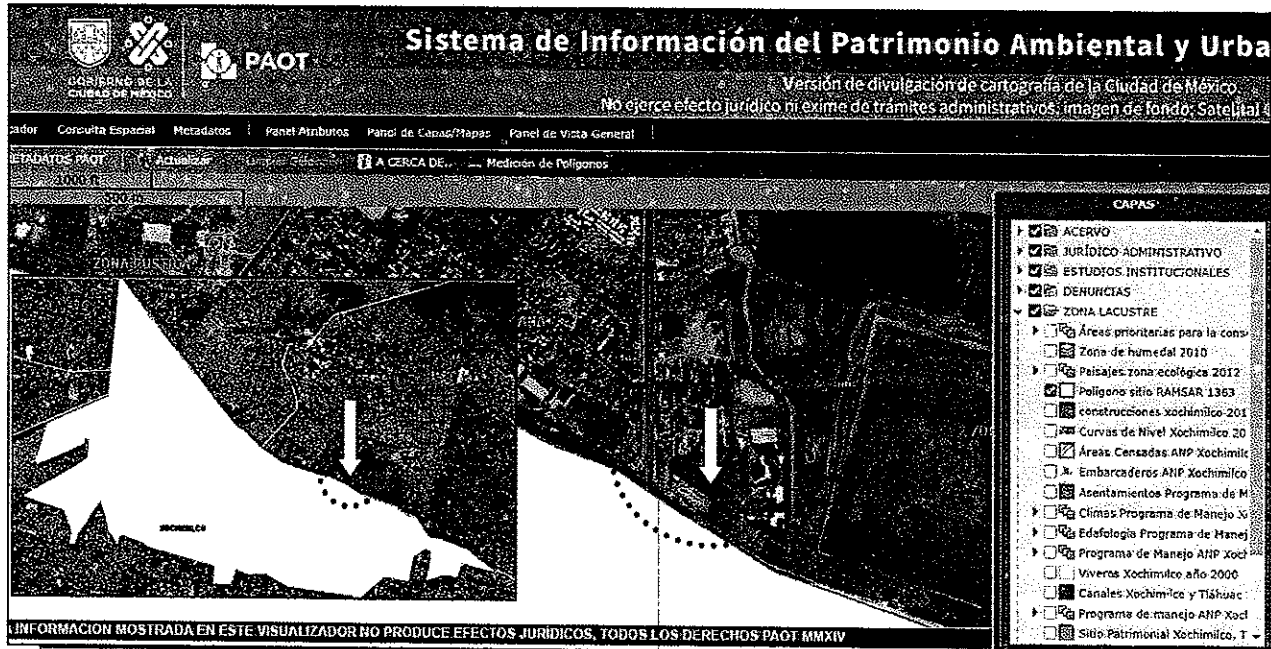 GOBIERNO DE LA
CIUDAD DE MÉXICO
PAOT
Sistema de Información del Patrimonio Ambiental y Urba
Versión de divulgación de cartografía de la Ciudad de México.
No ejerce efecto jurídico ni exime de trámites administrativos, imagen de fondo: Satelital
cador Consulta Espacial Metadatos Panel Atributos Panel de Capas/Mapas Panel de Vista General
METADATOS PAOT Actualizar A CERCA DE... Medición de Polígonos
1000 ft
CAPAS
ACERVO
JURÍDICO ADMINISTRATIVO
ESTUDIOS INSTITUCIONALES
DENUNCIAS
ZONA LACUSTRE
Áreas prioritarias para la cons
Zona de humedal 2010
Paisajes zona ecológica 2012
Polígono sitio RAMSAR 1363
construcciones Xochimilco 201
Curvas de Nivel Xochimilco 20
Áreas Censadas ANP Xochimilc
Embarcaderos ANP Xochimilco
Asentamientos Programa de M
Climas Programa de Manejo X
Edafología Programa de Manej
Programa de Manejo ANP Xoch
Viveros Xochimilco año 2000
Canales Xochimilco y Tláhuac
Programa de manejo ANP Xocl
Sitio Patrimonial Xochimilco, T
XOCHIMILCO
INFORMACION MOSTRADA EN ESTE VISUALIZADOR NO PRODUCE EFECTOS JURÍDICOS, TODOS LOS DERECHOS PAOT MMXIV